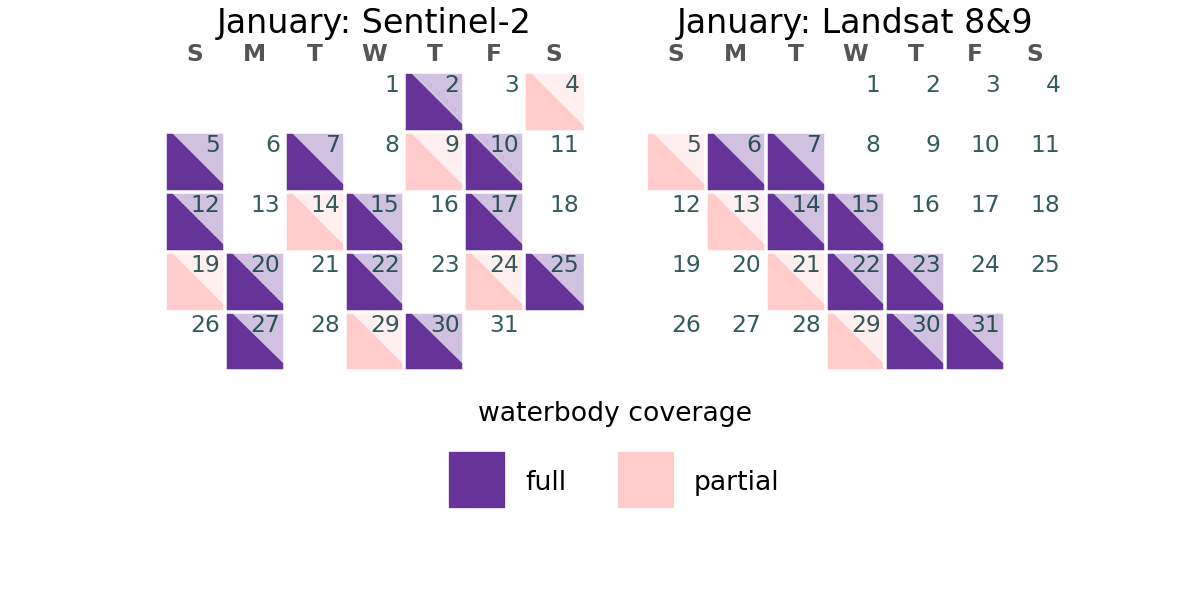 January: Sentinel-2
S M T W T F S
1 2 3 4
5 6 7 8 9 10 11
12 13 14 15 16 17 18
19 20 21 22 23 24 25
26 27 28 29 30 31
January: Landsat 8&9
S M T W T F S
1 2 3 4
5 6 7 8 9 10 11
12 13 14 15 16 17 18
19 20 21 22 23 24 25
26 27 28 29 30 31
waterbody coverage
full
partial